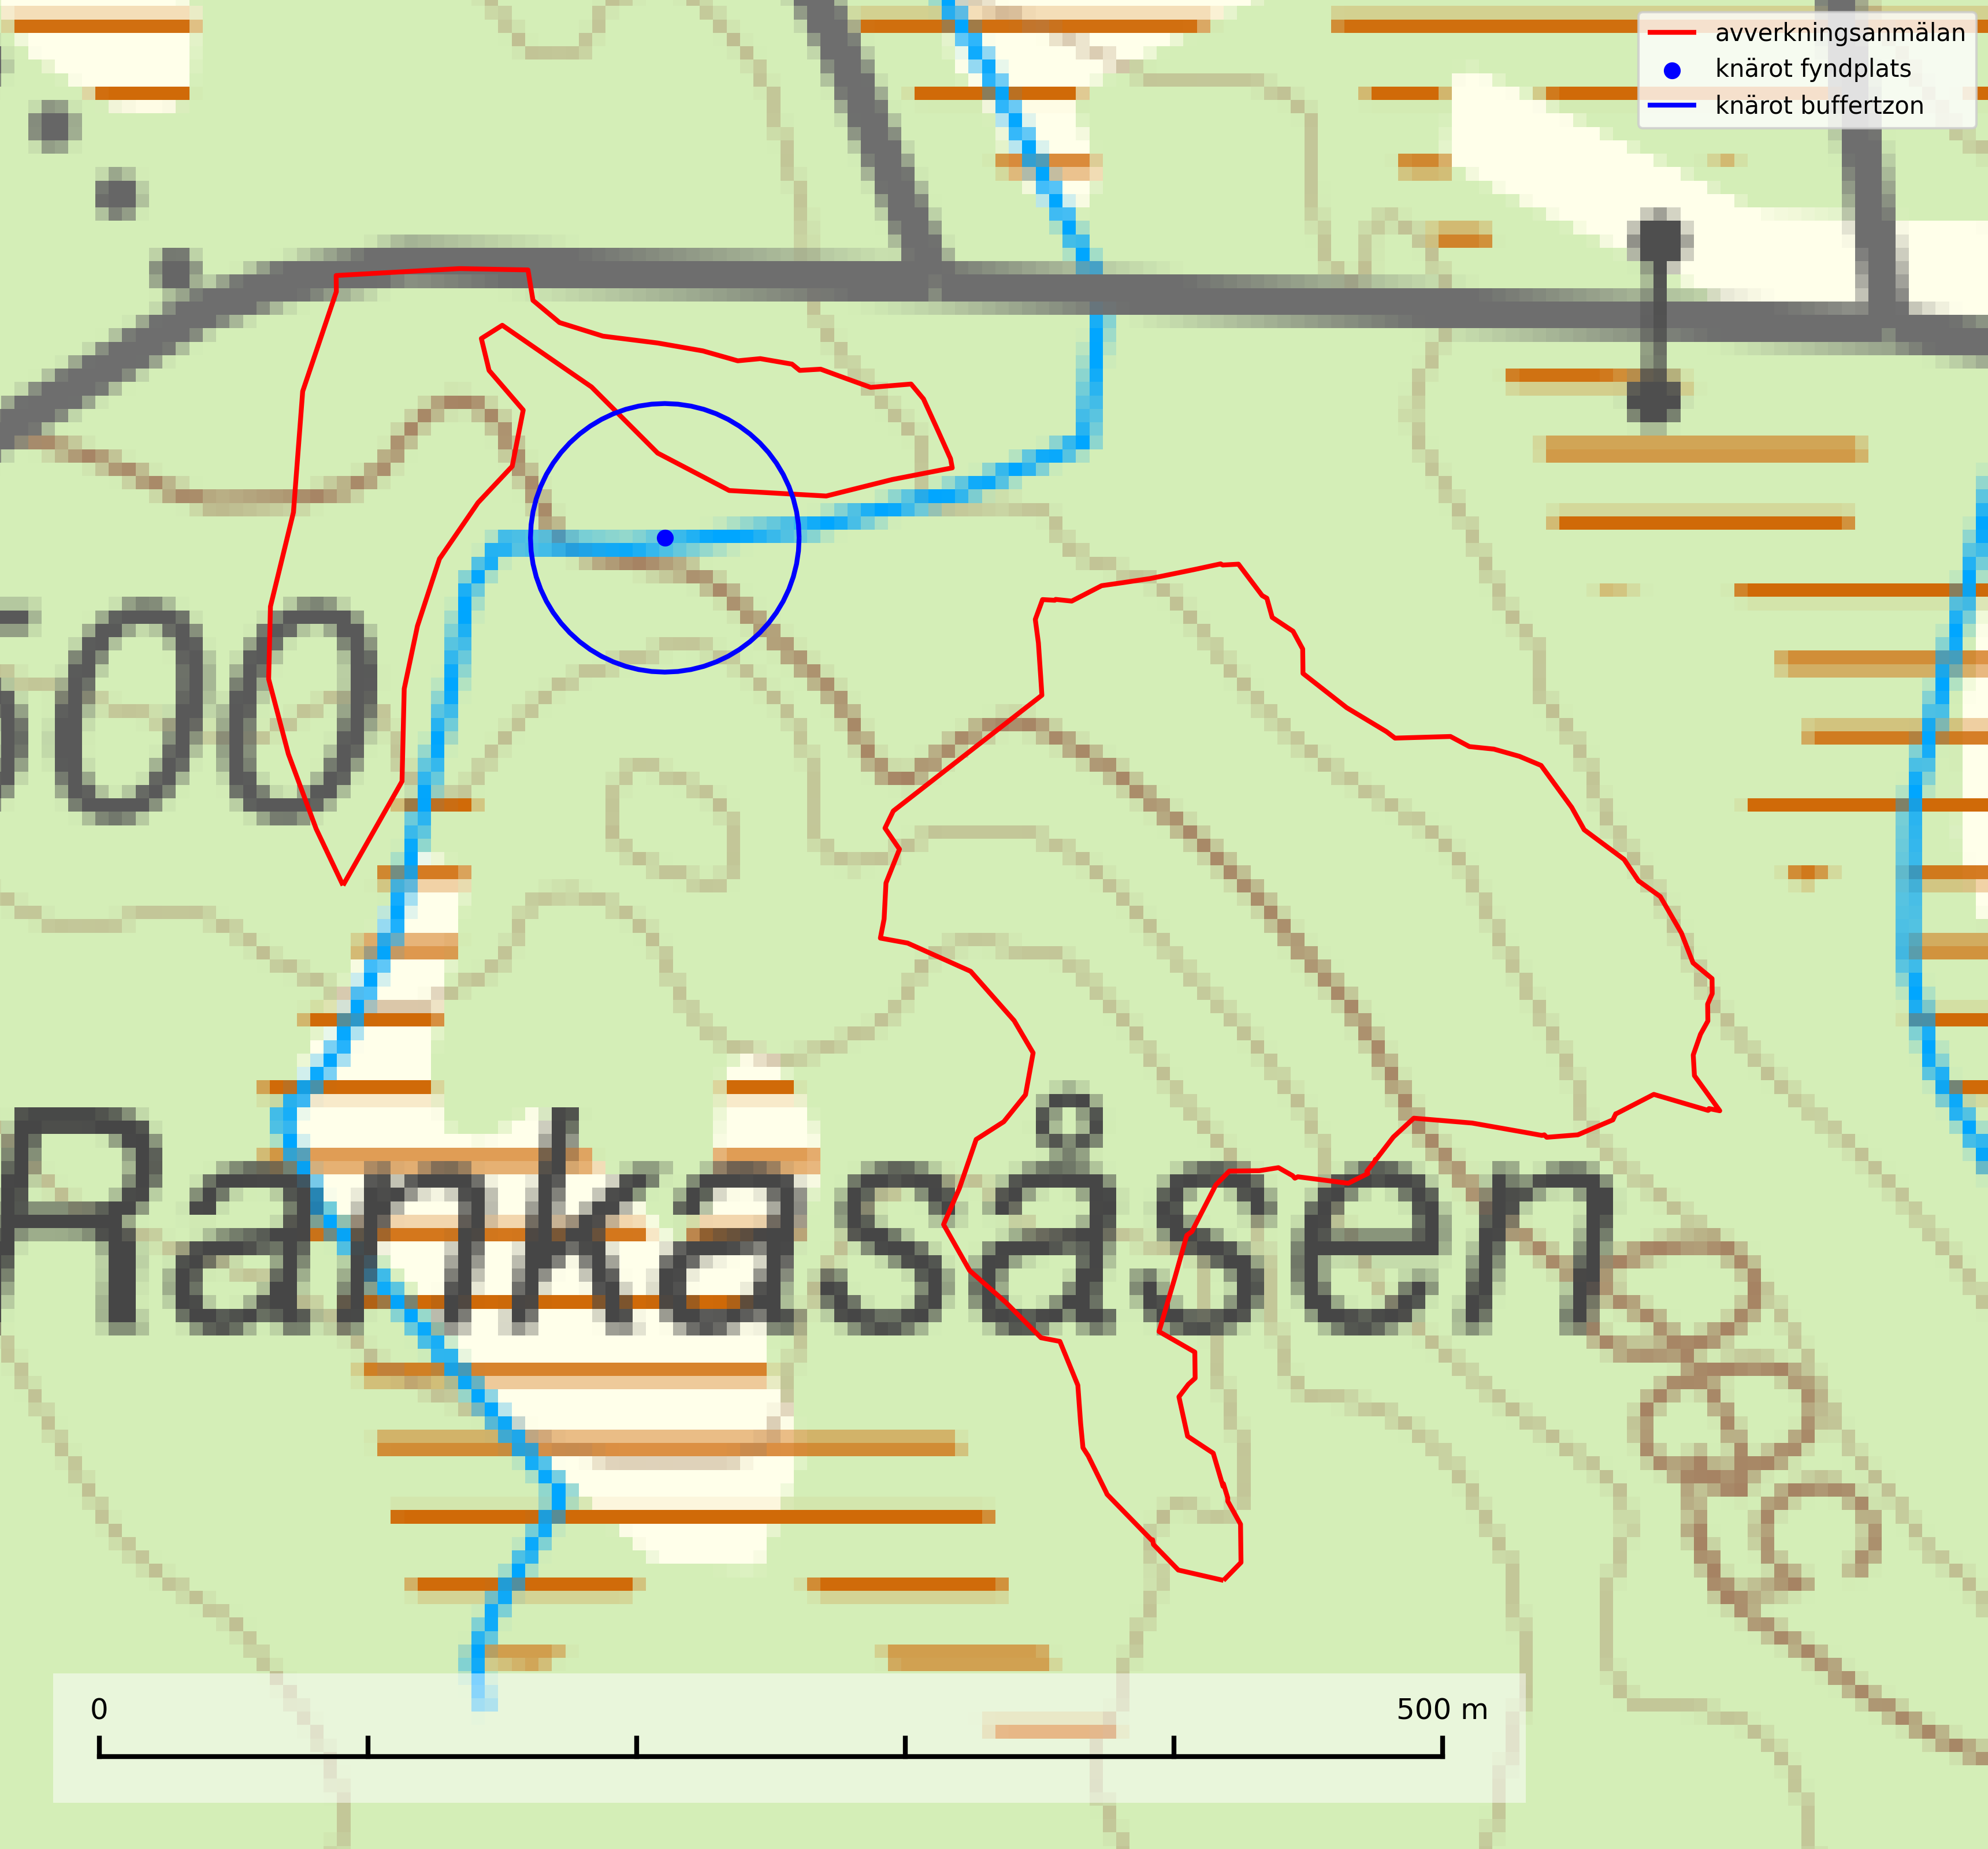 avverkningsanmälan
knärot fyndplats
knärot buffertzon
500
Rankasåsen
0
500 m